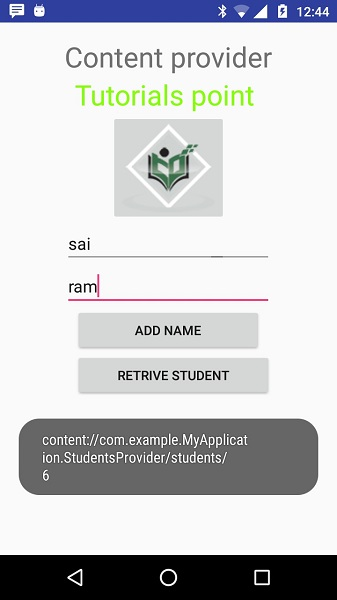 12:44
Content provider
Tutorials point
sai
ram
ADD NAME
RETRIVE STUDENT
content://com.example.MyApplicat
ion.StudentsProvider/students/
6